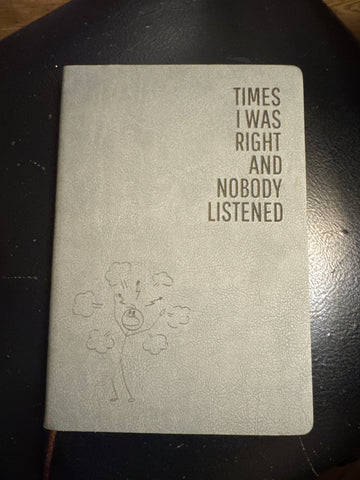 TIMES
I WAS
RIGHT
AND
NOBODY
LISTENED